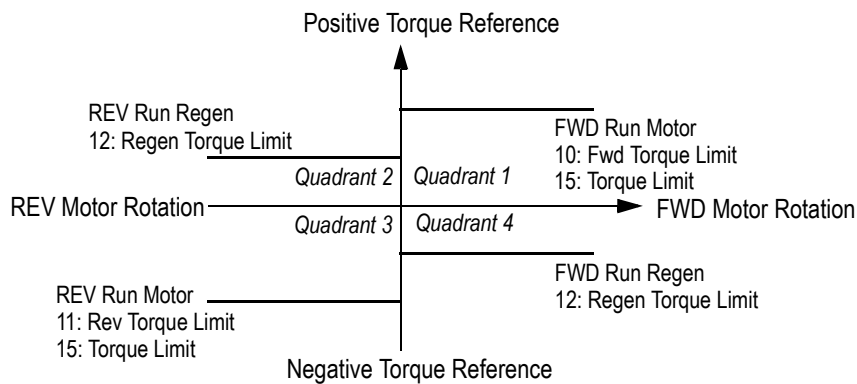 Positive Torque Reference
REV Run Regen
12: Regen Torque Limit
FWD Run Motor
10: Fwd Torque Limit
15: Torque Limit
Quadrant 2
Quadrant 1
REV Motor Rotation
FWD Motor Rotation
Quadrant 3
Quadrant 4
REV Run Motor
11: Rev Torque Limit
15: Torque Limit
FWD Run Regen
12: Regen Torque Limit
Negative Torque Reference